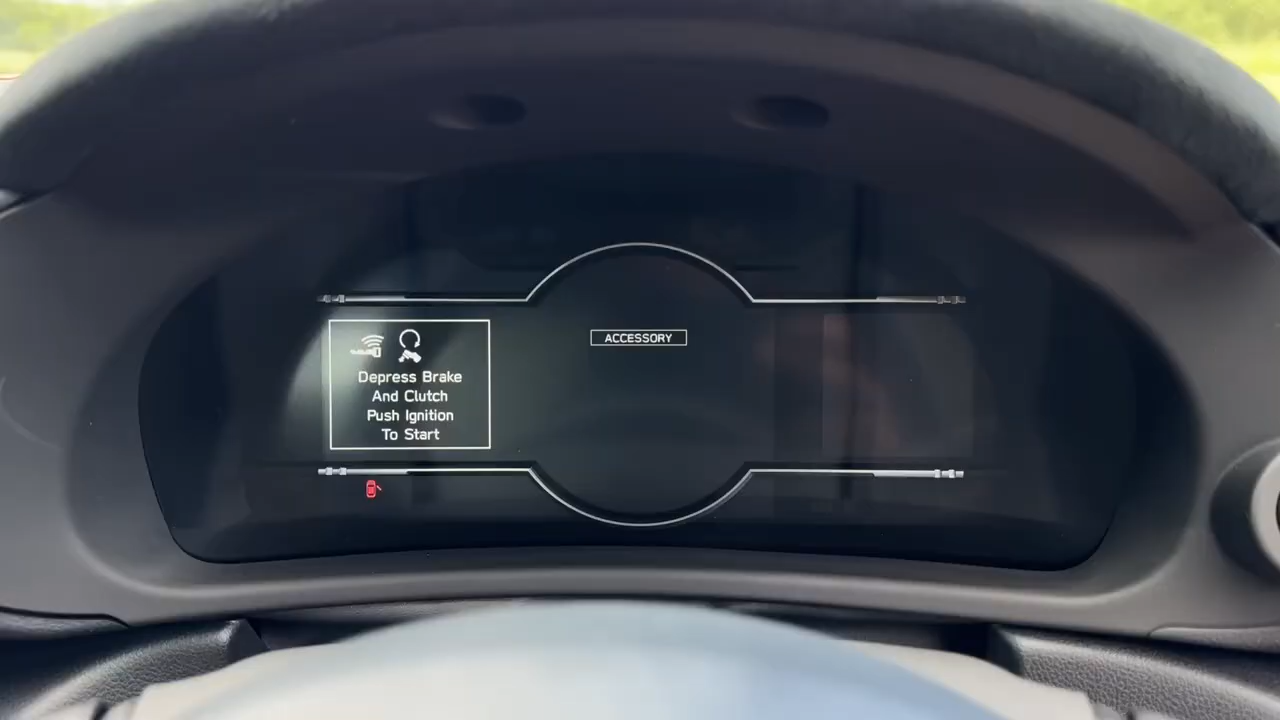 ACCESSORY
Depress Brake
And Clutch
Push Ignition
To Start